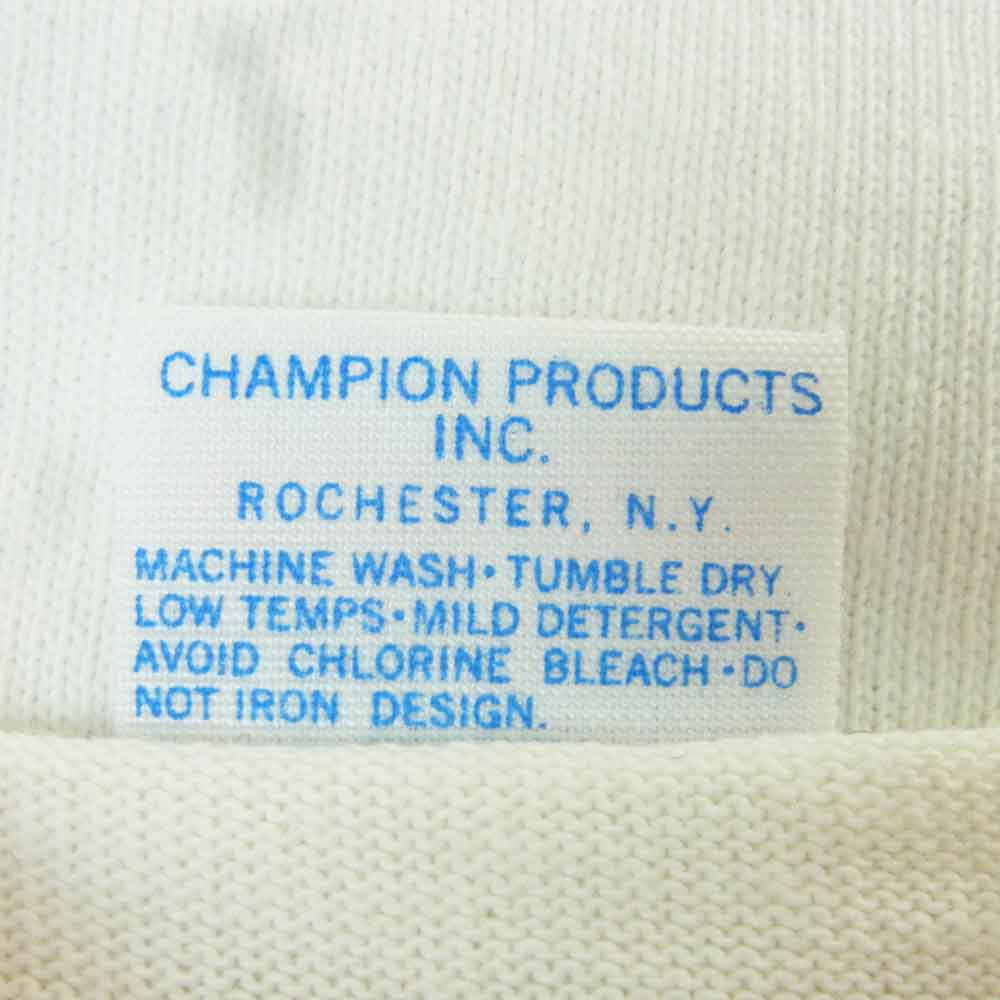 CHAMPION PRODUCTS
INC.
ROCHESTER, N.Y.
MACHINE WASH•TUMBLE DRY.
LOW TEMPS•MILD DETERGENT•
AVOID CHLORINE BLEACH•DO
NOT IRON DESIGN.